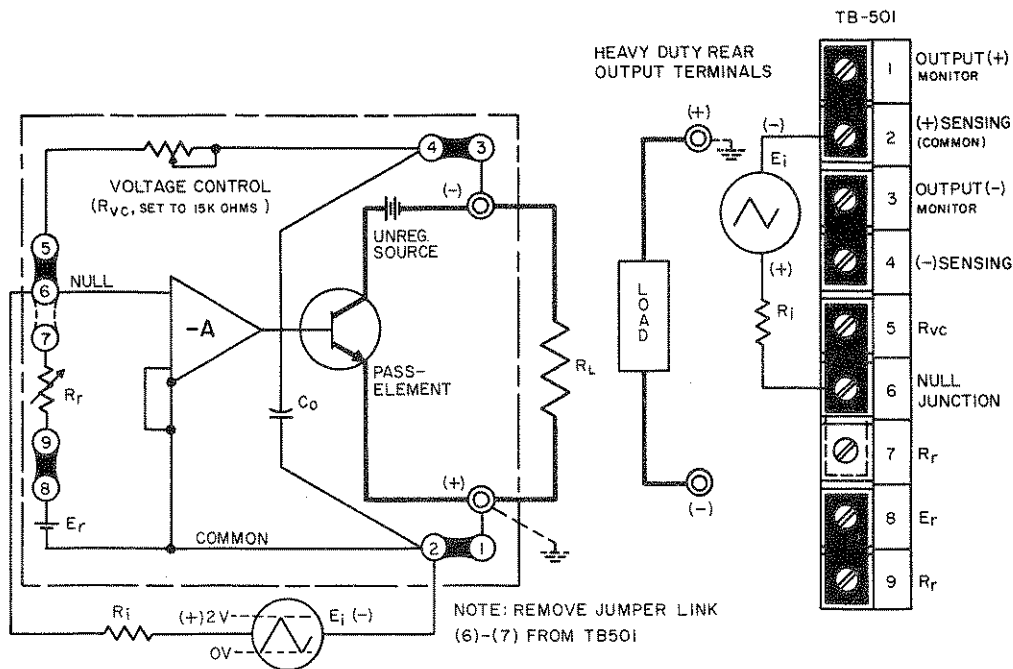 TB-501
HEAVY DUTY REAR
OUTPUT TERMINALS
1 OUTPUT (+)
MONITOR
2 (+) SENSING
(COMMON)
3 OUTPUT (-)
MONITOR
4 (-) SENSING
5 Rvc
6 NULL
JUNCTION
7 Rr
8 Er
9 Rr
(+)
(-)
Ei
(+)
Ri
LOAD
(-)
4 3
VOLTAGE CONTROL
(RVC, SET TO 15K OHMS)
(-)
UNREG.
SOURCE
5
6
NULL
7
-A
Rr
PASS-
ELEMENT
RL
Co
9
8
(+)
Er
COMMON
2 1
Ri
(+) 2V
Ei (-)
0V
NOTE: REMOVE JUMPER LINK
(6)-(7) FROM TB501